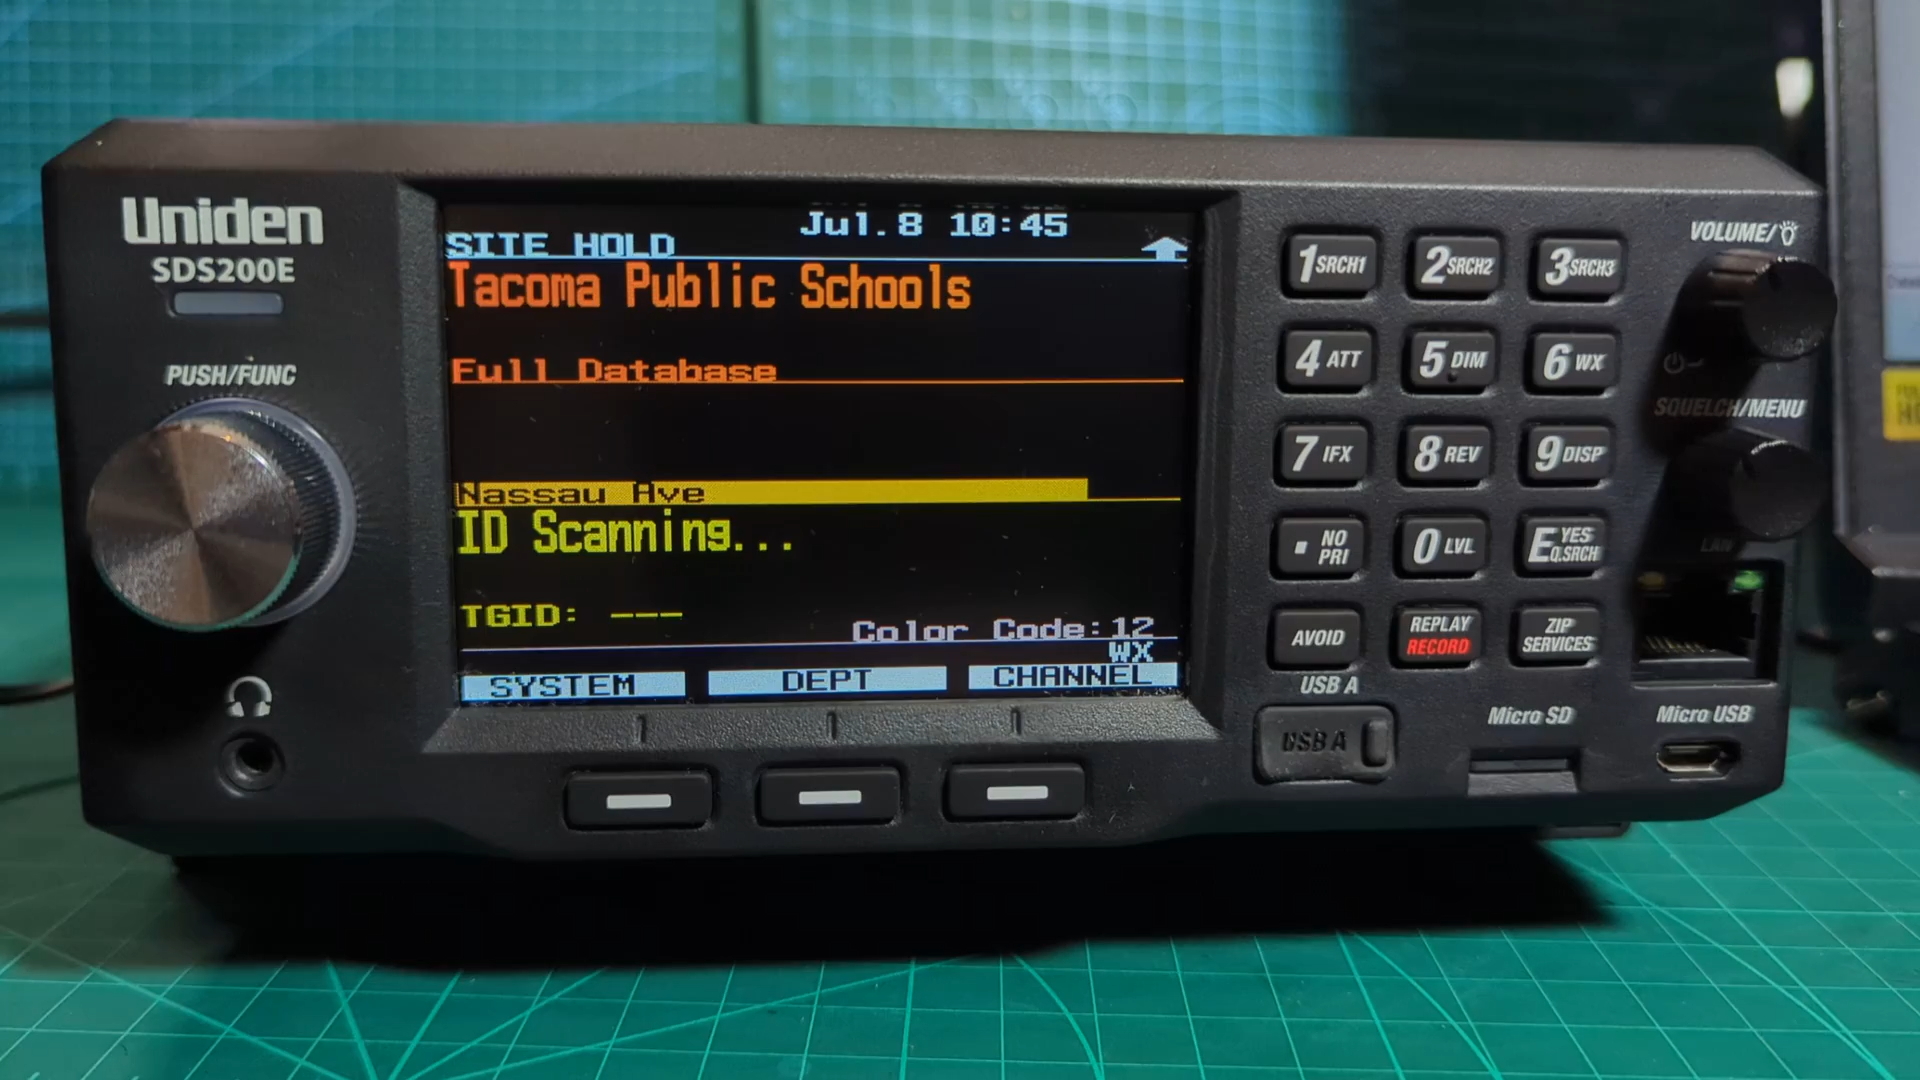 Uniden
SDS200E
PUSH/FUNC
Jul. 8 10:45
SITE HOLD
Tacoma Public Schools
Full Database
Nassau Ave
ID Scanning...
TGID: ---
Color Code:12
WX
SYSTEM DEPT CHANNEL
1 SRCH1 2 SRCH2 3 SRCH3
4 ATT 5 DIM 6 WX
7 IFX 8 REV 9 DISP
. NO PRI 0 LVL E YES Q.SRCH
AVOID REPLAY RECORD ZIP SERVICES
VOLUME/
SQUELCH/MENU
LAN
USB A
USB A
Micro SD
Micro USB